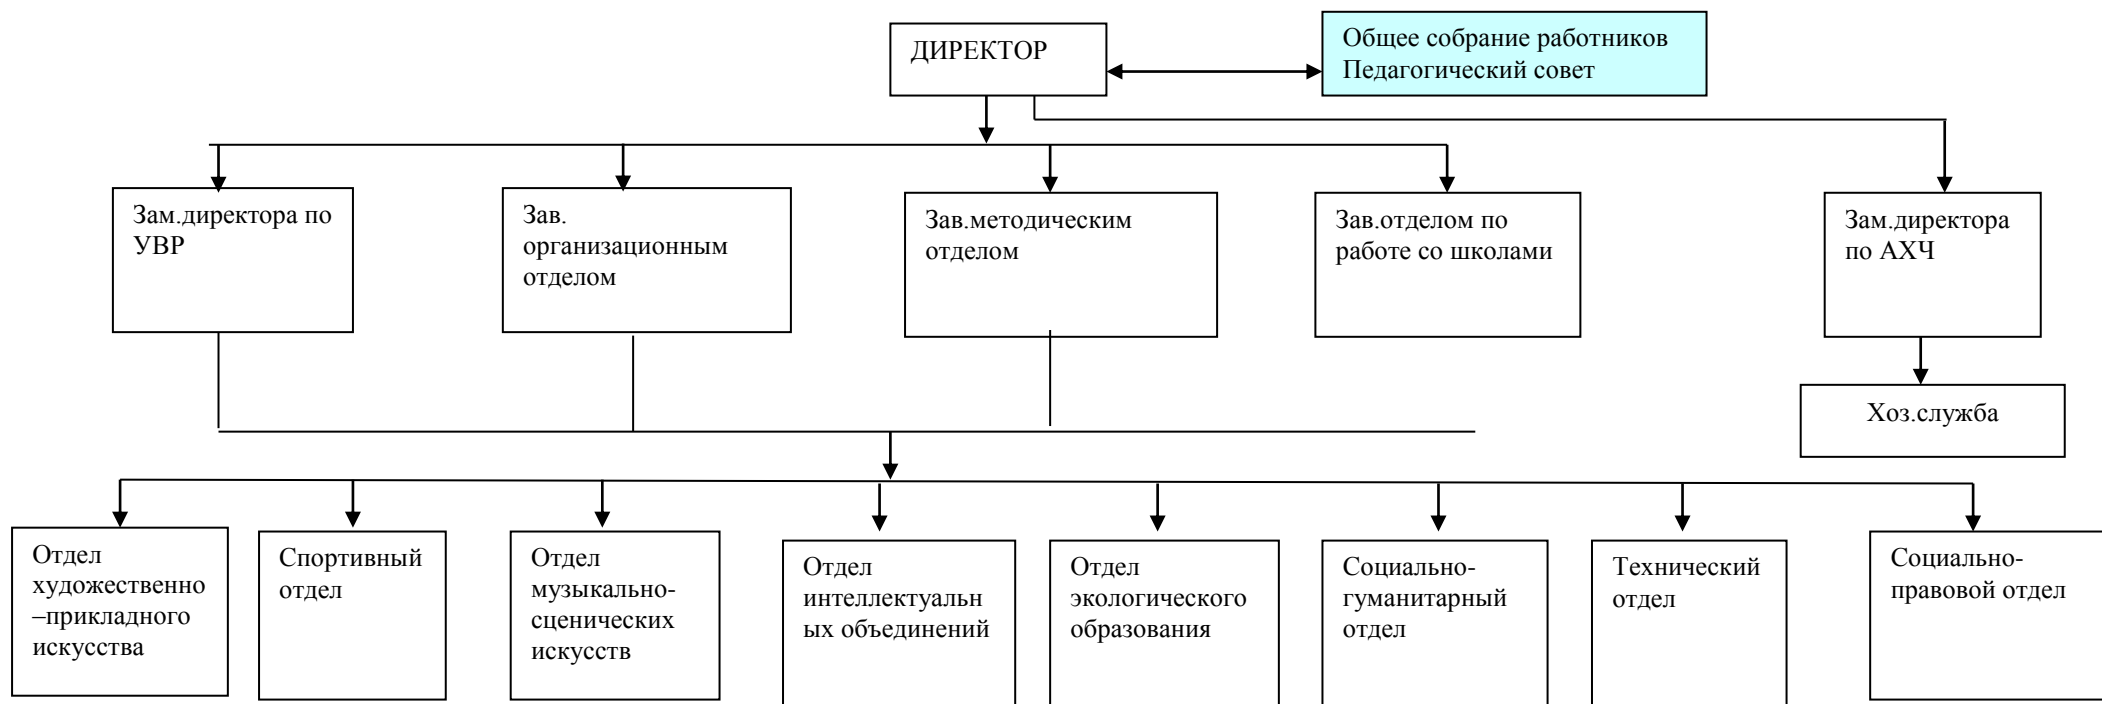 ДИРЕКТОР
Общее собрание работников
Педагогический совет
Зам.директора по
УВР
Зав.
организационным
отделом
Зав.методическим
отделом
Зав.отделом по
работе со школами
Зам.директора
по АХЧ
Хоз.служба
Отдел
художественно
–прикладного
искусства
Спортивный
отдел
Отдел
музыкально-
сценических
искусств
Отдел
интеллектуальн
ых объединений
Отдел
экологического
образования
Социально-
гуманитарный
отдел
Технический
отдел
Социально-
правовой отдел